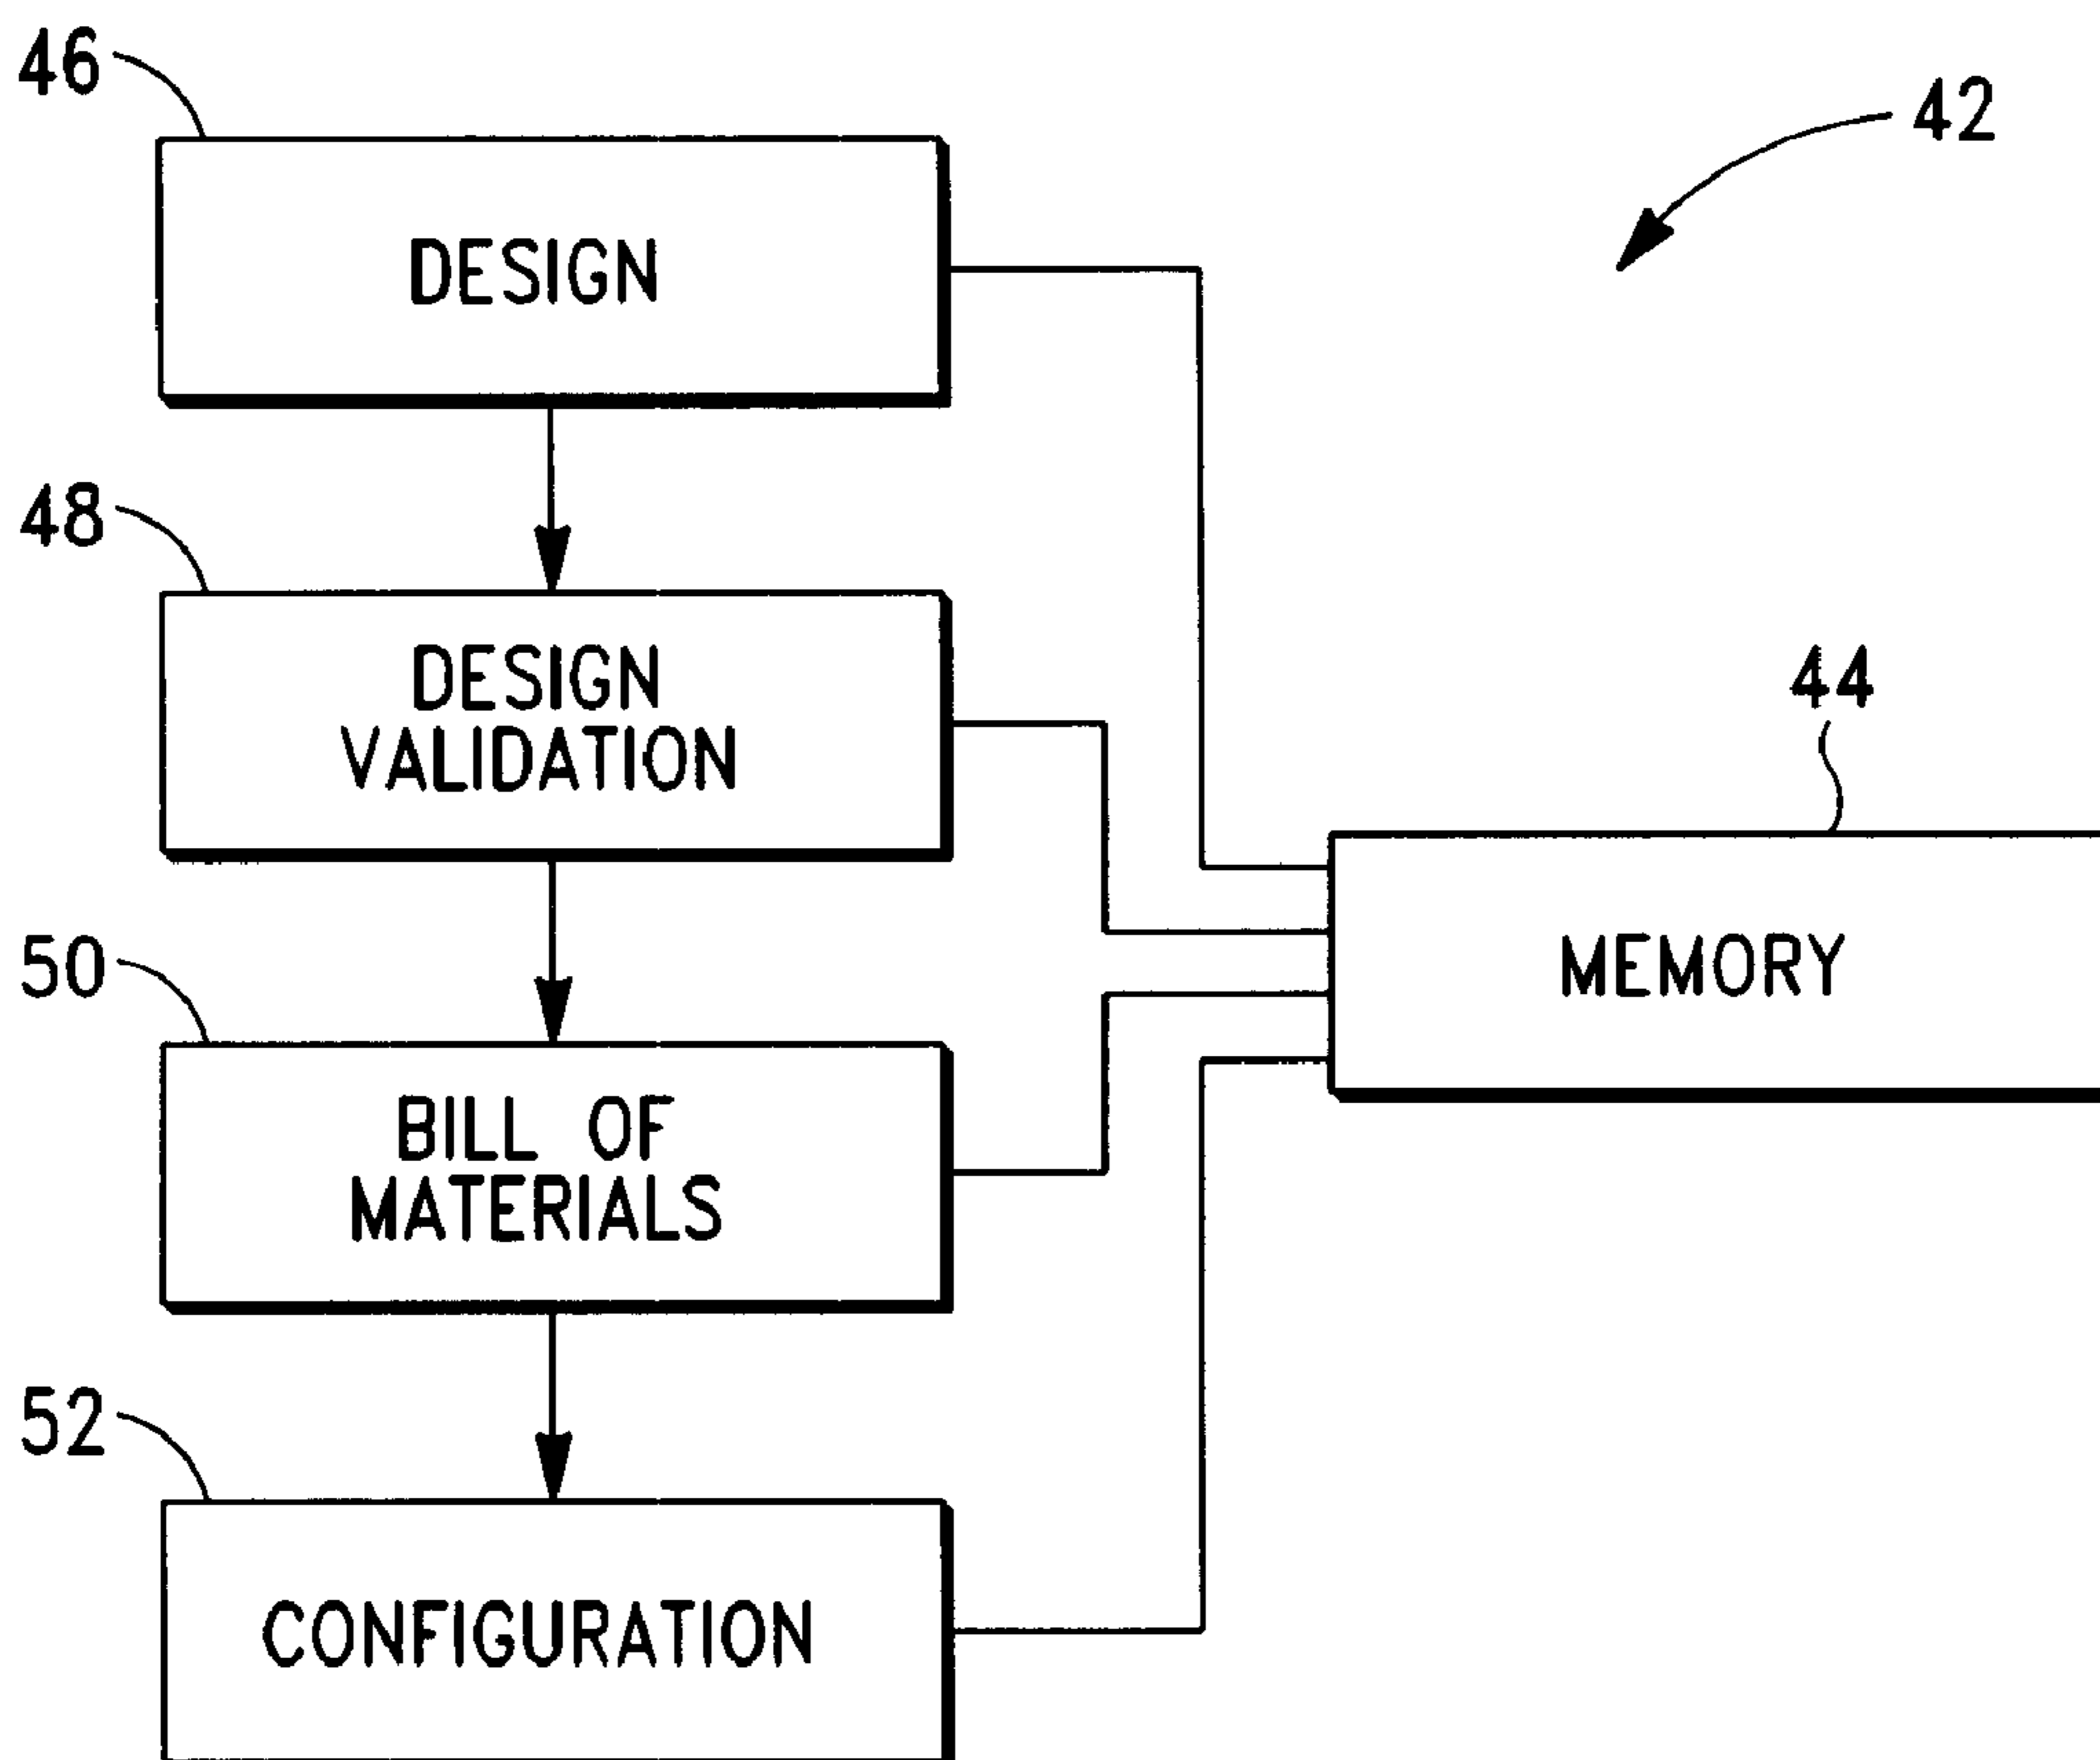 46
42
DESIGN
48
DESIGN
VALIDATION
44
50
MEMORY
BILL OF
MATERIALS
52
CONFIGURATION